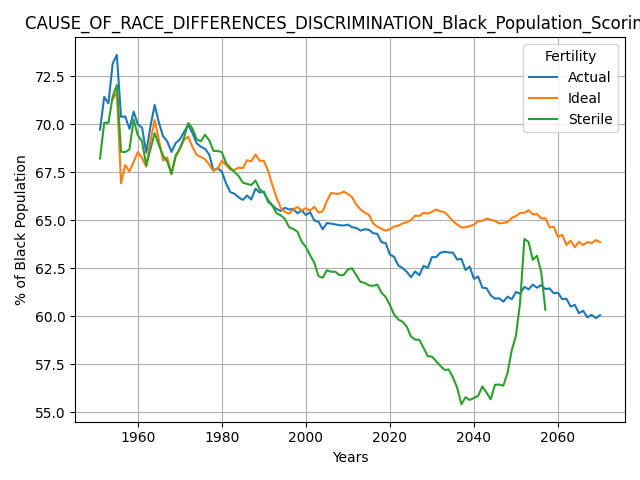 CAUSE_OF_RACE_DIFFERENCES_DISCRIMINATION_Black_Population_Scorin
Fertility
Actual
Ideal
Sterile
72.5
70.0
67.5
65.0
62.5
60.0
57.5
55.0
% of Black Population
1960 1980 2000 2020 2040 2060
Years